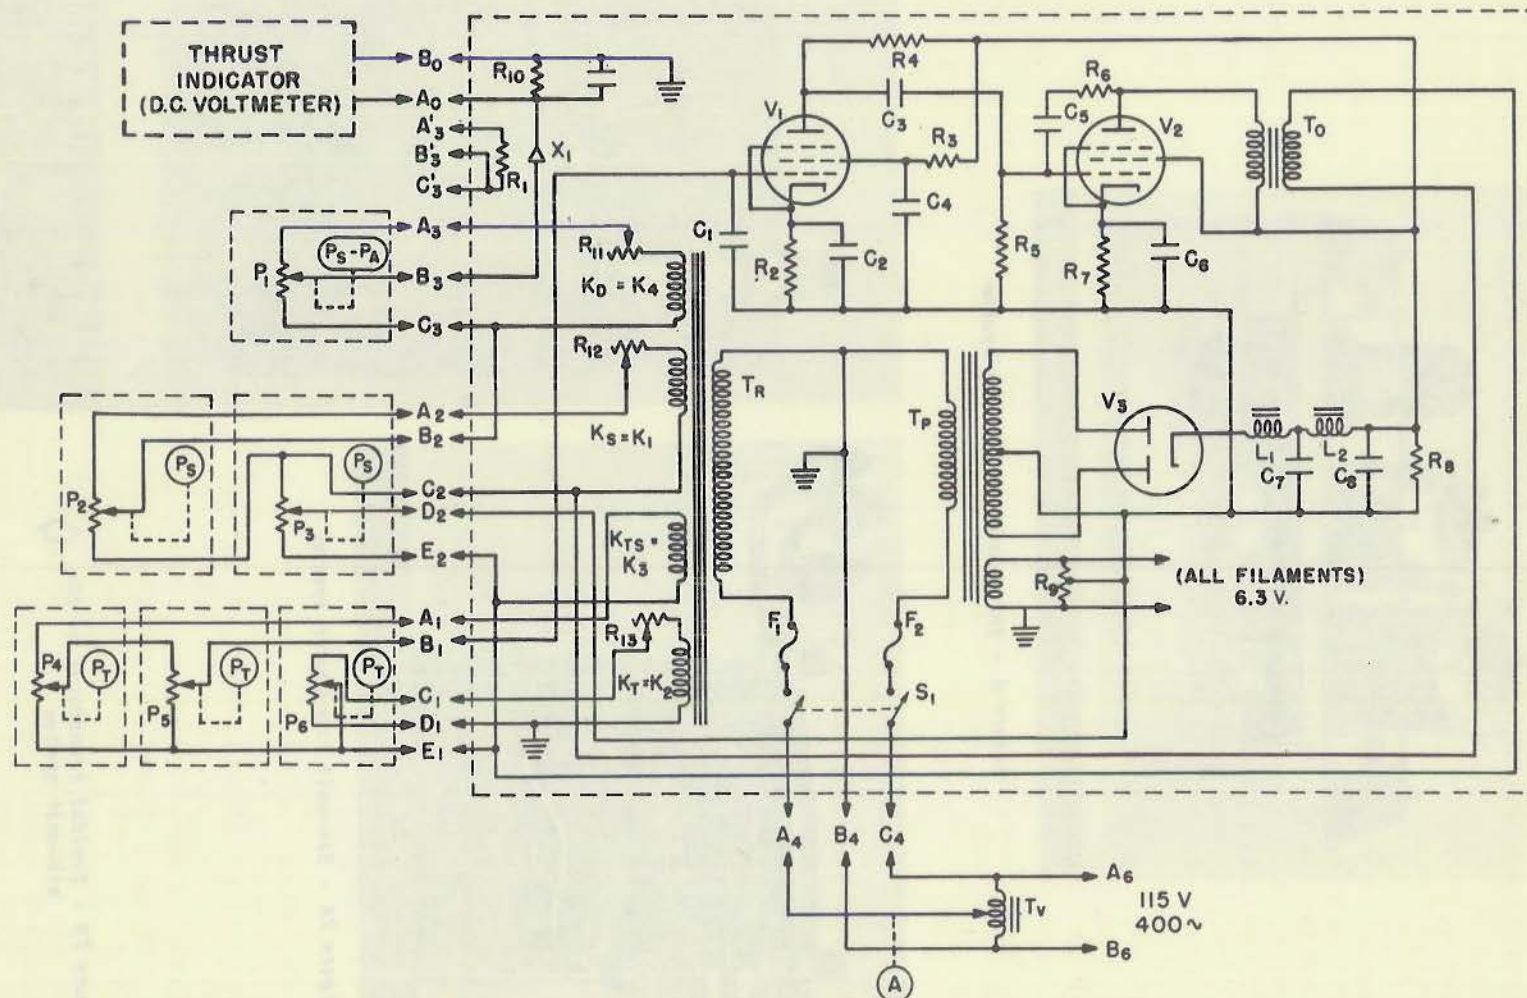 THRUST
INDICATOR
(D.C. VOLTMETER)
B0
A0
A'3
B'3
C'3
R10
R1
X1
R4
C3
V1
R3
C4
C1
R2
C2
R5
R6
C5
V2
R7
C6
TO
A3
B3
C3
P1
PS-PA
R11
KD = K4
R12
KS = K1
TR
TP
V3
L1
L2
C7
C8
R8
A2
B2
C2
D2
E2
P2
PS
P3
PS
KTS =
K3
R9
(ALL FILAMENTS)
6.3 V.
A1
B1
C1
D1
E1
P4
PT
P5
PT
P6
PT
R13
KT = K2
F1
F2
S1
A4
B4
C4
A6
115 V
400~
B6
TV
A